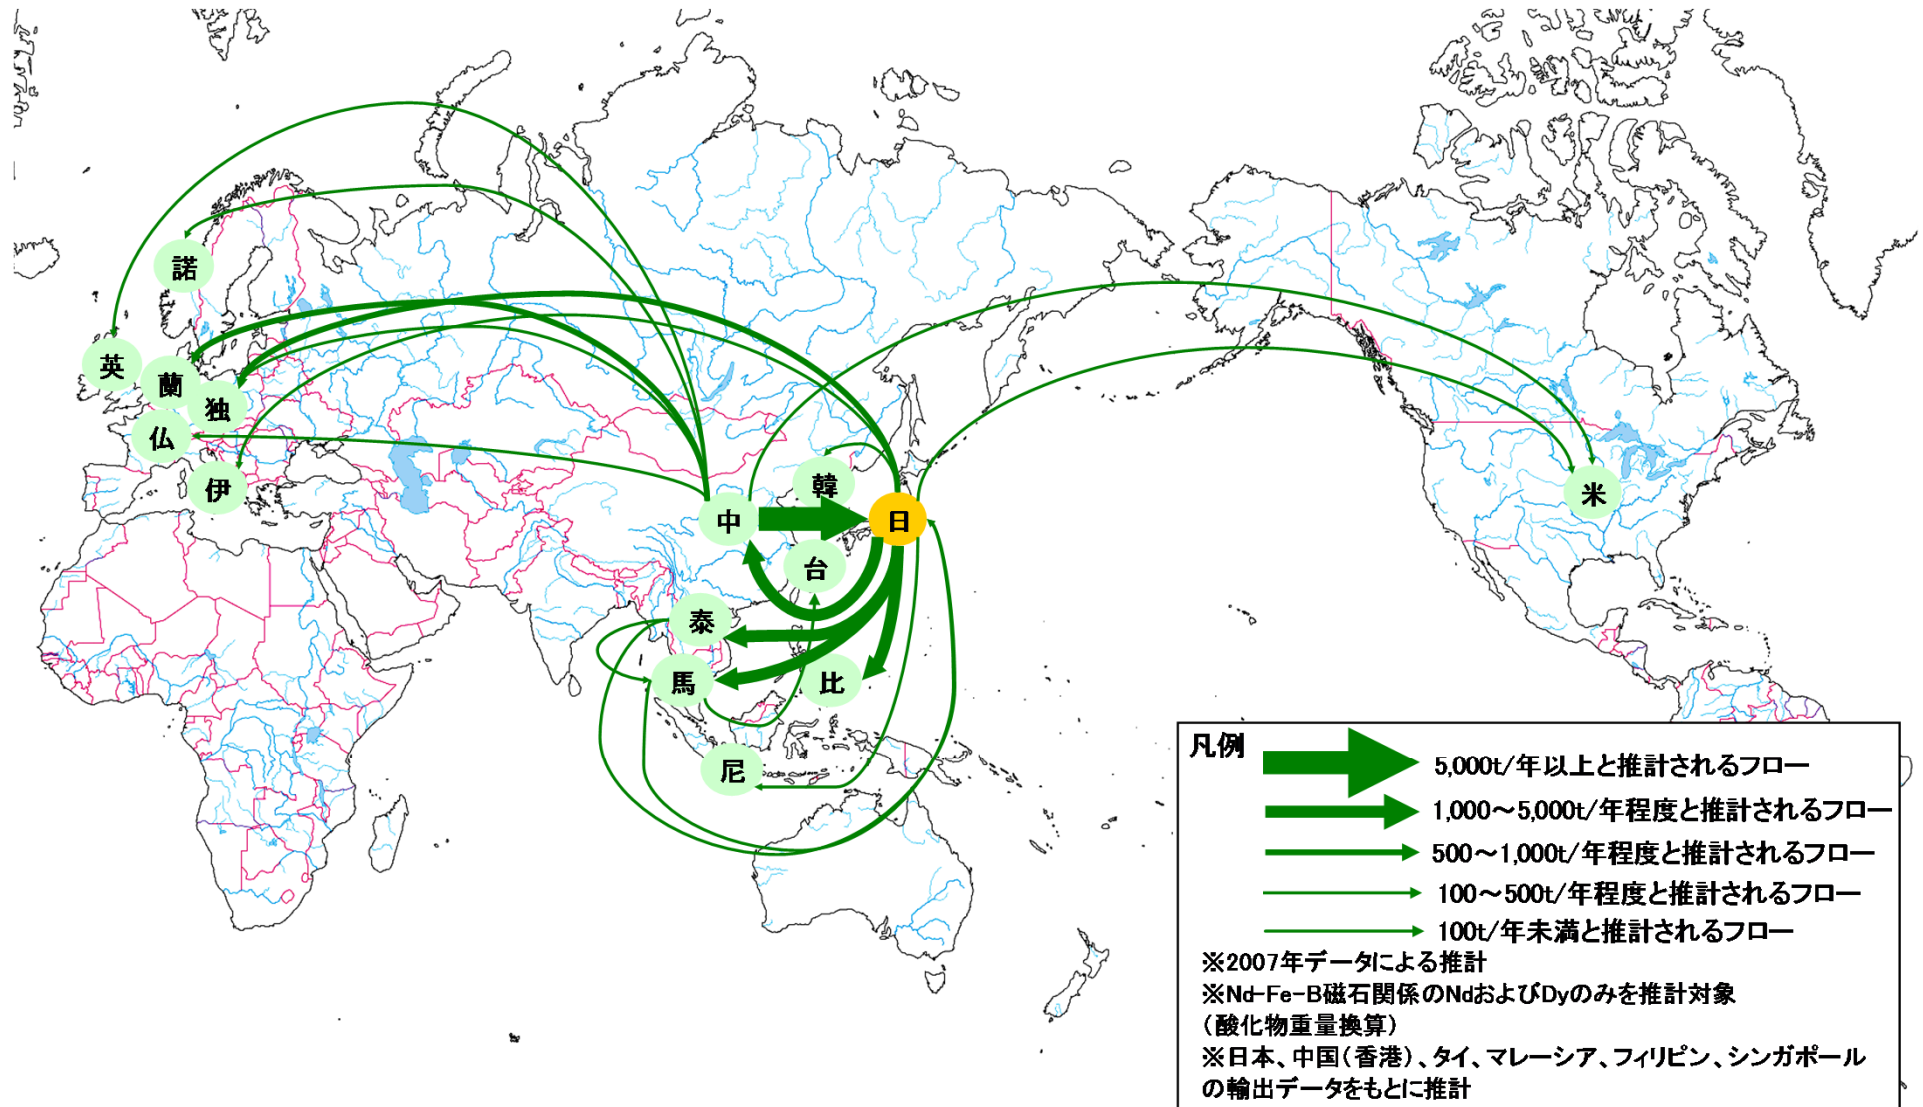 諾
英
蘭
独
仏
伊
中
韓
日
台
泰
馬
比
尼
米
凡例
5,000t/年以上と推計されるフロー
1,000～5,000t/年程度と推計されるフロー
500～1,000t/年程度と推計されるフロー
100～500t/年程度と推計されるフロー
100t/年未満と推計されるフロー
※2007年データによる推計
※Nd-Fe-B磁石関係のNdおよびDyのみを推計対象
（酸化物重量換算）
※日本、中国（香港）、タイ、マレーシア、フィリピン、シンガポール
の輸出データをもとに推計